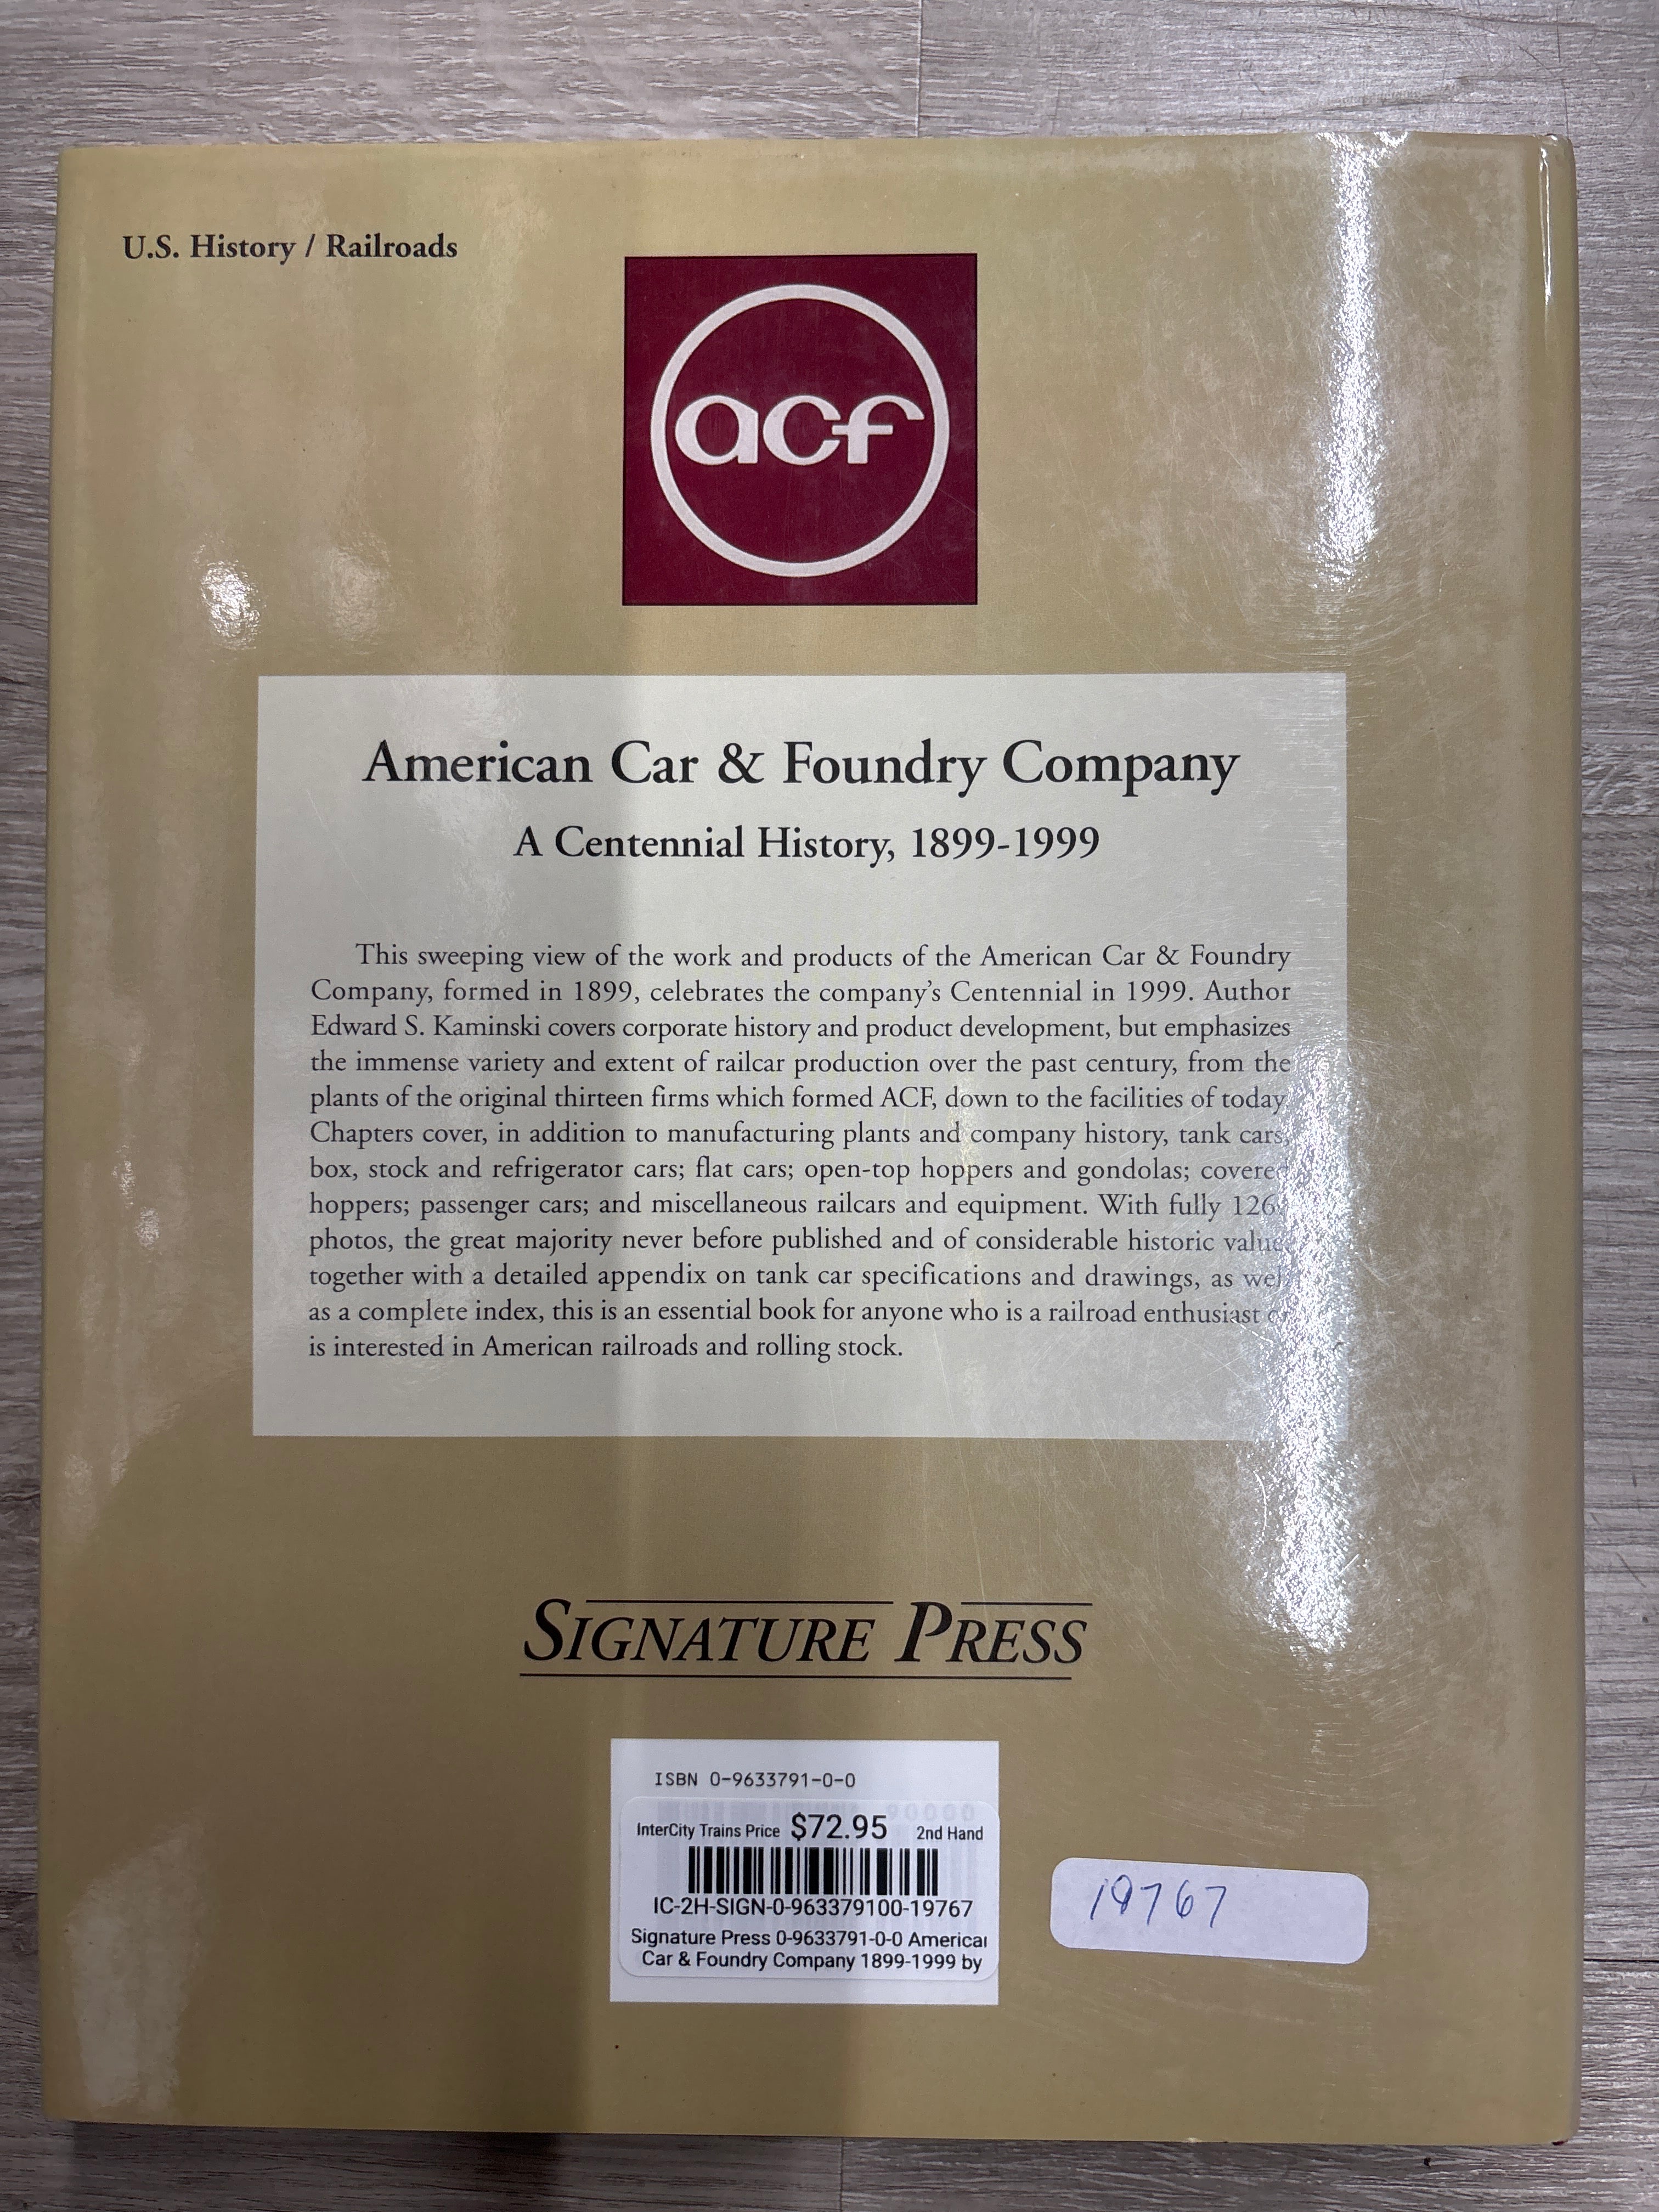 U.S. History / Railroads
acf
American Car & Foundry Company
A Centennial History, 1899-1999
This sweeping view of the work and products of the American Car & Foundry
Company, formed in 1899, celebrates the company's Centennial in 1999. Author
Edward S. Kaminski covers corporate history and product development, but emphasizes
the immense variety and extent of railcar production over the past century, from the
plants of the original thirteen firms which formed ACF, down to the facilities of today
Chapters cover, in addition to manufacturing plants and company history, tank cars;
box, stock and refrigerator cars; flat cars; open-top hoppers and gondolas; covered
hoppers; passenger cars; and miscellaneous railcars and equipment. With fully
photos, the great majority never before published and of considerable historic value,
together with a detailed appendix on tank car specifications and drawings, as well
as a complete index, this is an essential book for anyone who is a railroad enthusiast or
is interested in American railroads and rolling stock.
SIGNATURE PRESS
ISBN 0-9633791-0-0
90000
InterCity Trains Price $72.95 2nd Hand
IC-2H-SIGN-0-963379100-19767
Signature Press 0-9633791-0-0 American
Car & Foundry Company 1899-1999 by
19767